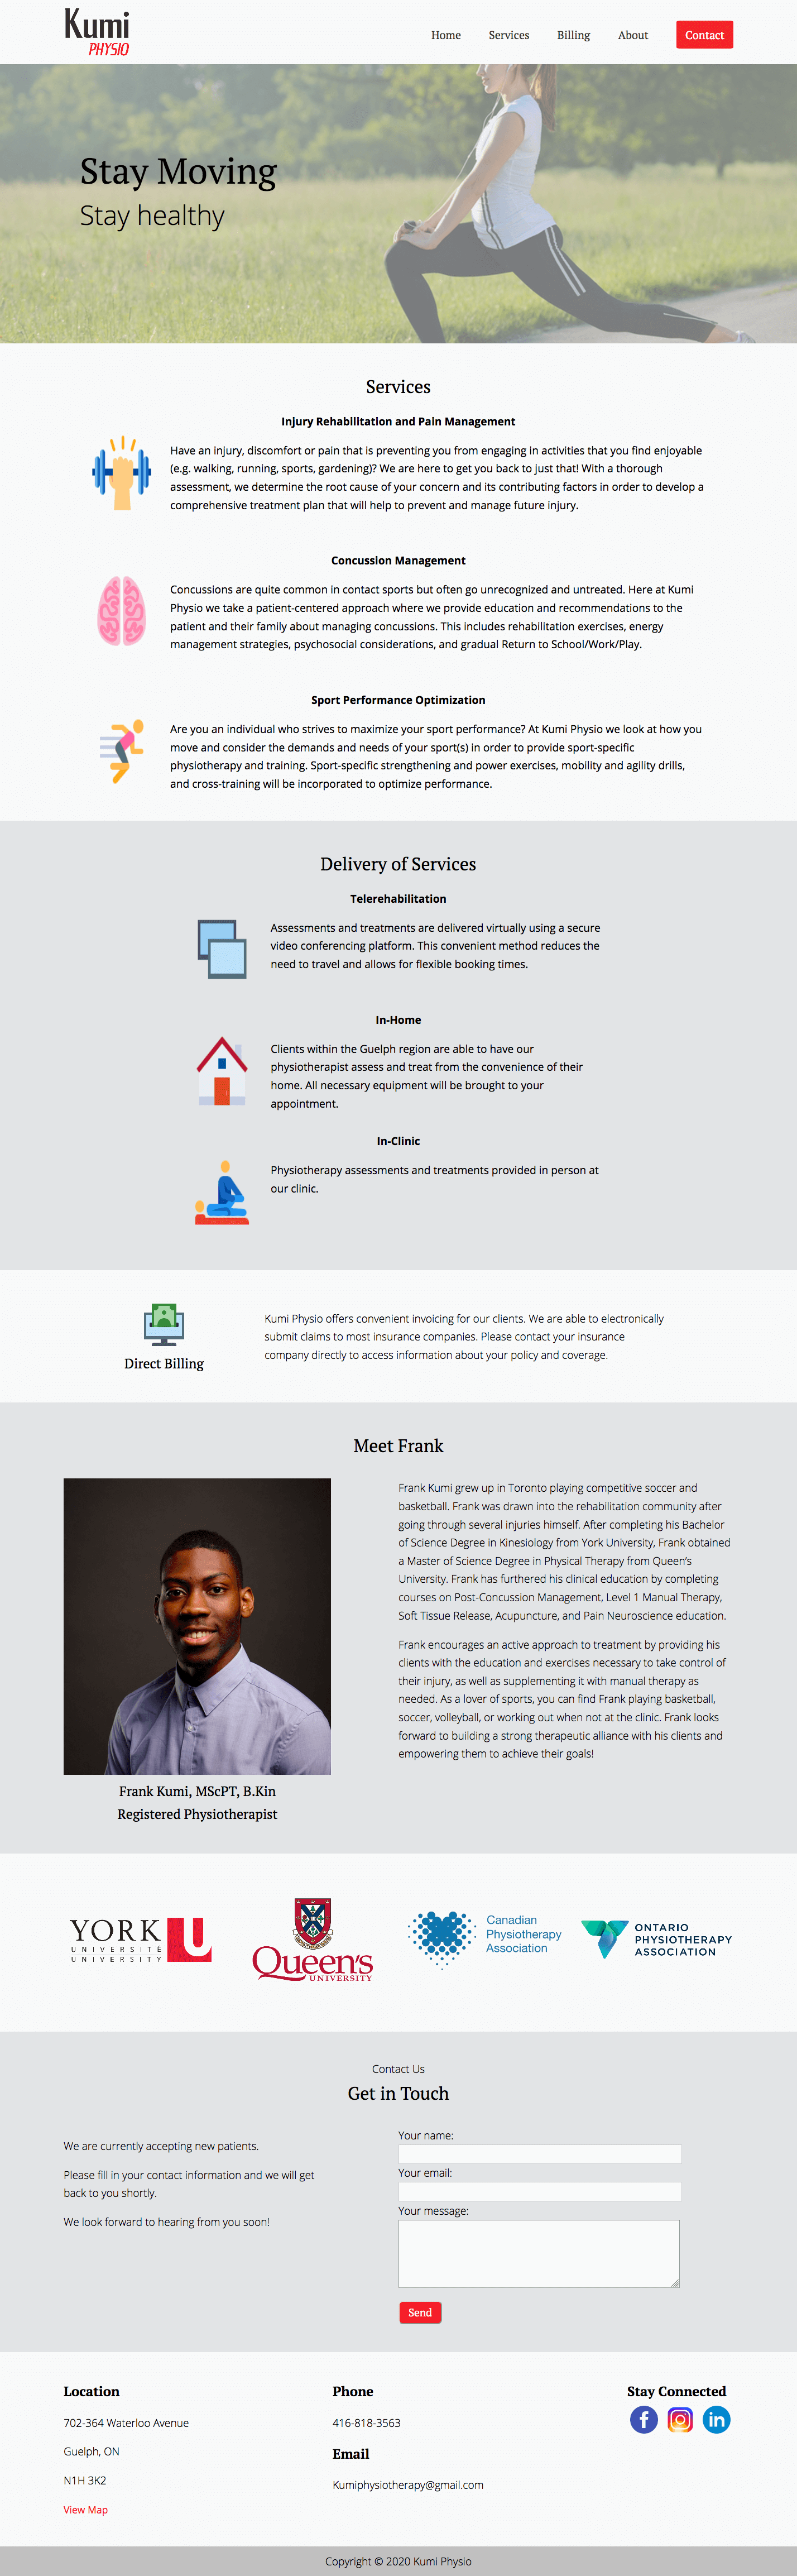 Kumi
PHYSIO
Home Services Billing About Contact
Stay Moving
Stay healthy
Services
Injury Rehabilitation and Pain Management
Have an injury, discomfort or pain that is preventing you from engaging in activities that you find enjoyable
(e.g. walking, running, sports, gardening)? We are here to get you back to just that! With a thorough
assessment, we determine the root cause of your concern and its contributing factors in order to develop a
comprehensive treatment plan that will help to prevent and manage future injury.
Concussion Management
Concussions are quite common in contact sports but often go unrecognized and untreated. Here at Kumi
Physio we take a patient-centered approach where we provide education and recommendations to the
patient and their family about managing concussions. This includes rehabilitation exercises, energy
management strategies, psychosocial considerations, and gradual Return to School/Work/Play.
Sport Performance Optimization
Are you an individual who strives to maximize your sport performance? At Kumi Physio we look at how you
move and consider the demands and needs of your sport(s) in order to provide sport-specific
physiotherapy and training. Sport-specific strengthening and power exercises, mobility and agility drills,
and cross-training will be incorporated to optimize performance.
Delivery of Services
Telerehabilitation
Assessments and treatments are delivered virtually using a secure
video conferencing platform. This convenient method reduces the
need to travel and allows for flexible booking times.
In-Home
Clients within the Guelph region are able to have our
physiotherapist assess and treat from the convenience of their
home. All necessary equipment will be brought to your
appointment.
In-Clinic
Physiotherapy assessments and treatments provided in person at
our clinic.
Direct Billing
Kumi Physio offers convenient invoicing for our clients. We are able to electronically
submit claims to most insurance companies. Please contact your insurance
company directly to access information about your policy and coverage.
Meet Frank
Frank Kumi, MScPT, B.Kin
Registered Physiotherapist
Frank Kumi grew up in Toronto playing competitive soccer and
basketball. Frank was drawn into the rehabilitation community after
going through several injuries himself. After completing his Bachelor
of Science Degree in Kinesiology from York University, Frank obtained
a Master of Science Degree in Physical Therapy from Queen's
University. Frank has furthered his clinical education by completing
courses on Post-Concussion Management, Level 1 Manual Therapy,
Soft Tissue Release, Acupuncture, and Pain Neuroscience education.
Frank encourages an active approach to treatment by providing his
clients with the education and exercises necessary to take control of
their injury, as well as supplementing it with manual therapy as
needed. As a lover of sports, you can find Frank playing basketball,
soccer, volleyball, or working out when not at the clinic. Frank looks
forward to building a strong therapeutic alliance with his clients and
empowering them to achieve their goals!
YORK U
UNIVERSITÉ
UNIVERSITY
Queen's
UNIVERSITY
Canadian
Physiotherapy
Association
ONTARIO
PHYSIOTHERAPY
ASSOCIATION
Contact Us
Get in Touch
We are currently accepting new patients.
Please fill in your contact information and we will get
back to you shortly.
We look forward to hearing from you soon!
Your name:
Your email:
Your message:
Send
Location
702-364 Waterloo Avenue
Guelph, ON
N1H 3K2
View Map
Phone
416-818-3563
Email
Kumiphysiotherapy@gmail.com
Stay Connected
f in
Copyright © 2020 Kumi Physio